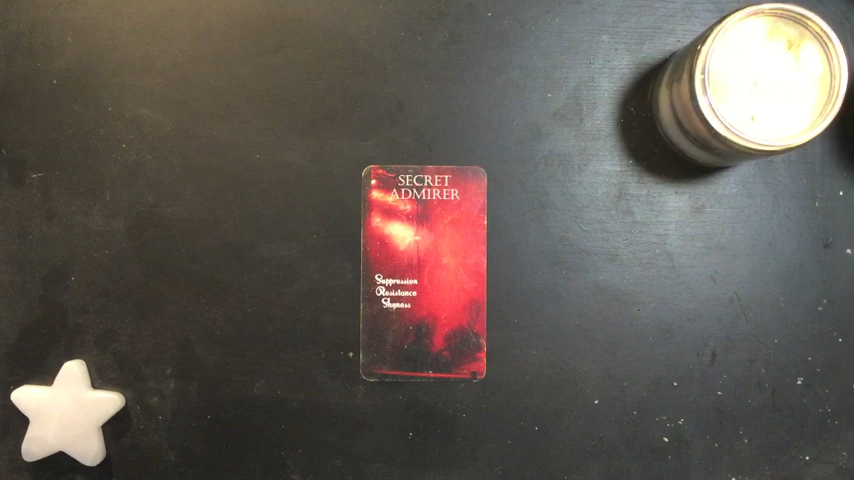 SECRET
ADMIRER
Suppression
Resistance
Shyness